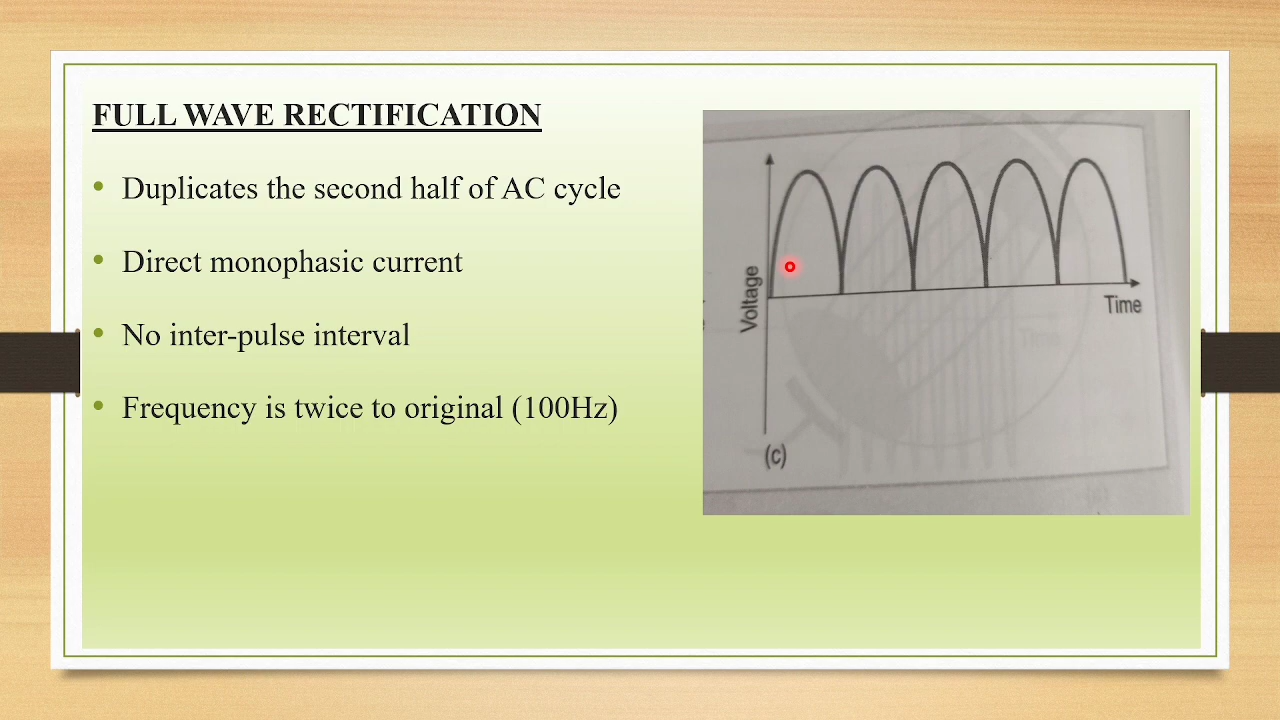 FULL WAVE RECTIFICATION
Duplicates the second half of AC cycle
Direct monophasic current
No inter-pulse interval
Frequency is twice to original (100Hz)
Voltage
Time
(c)